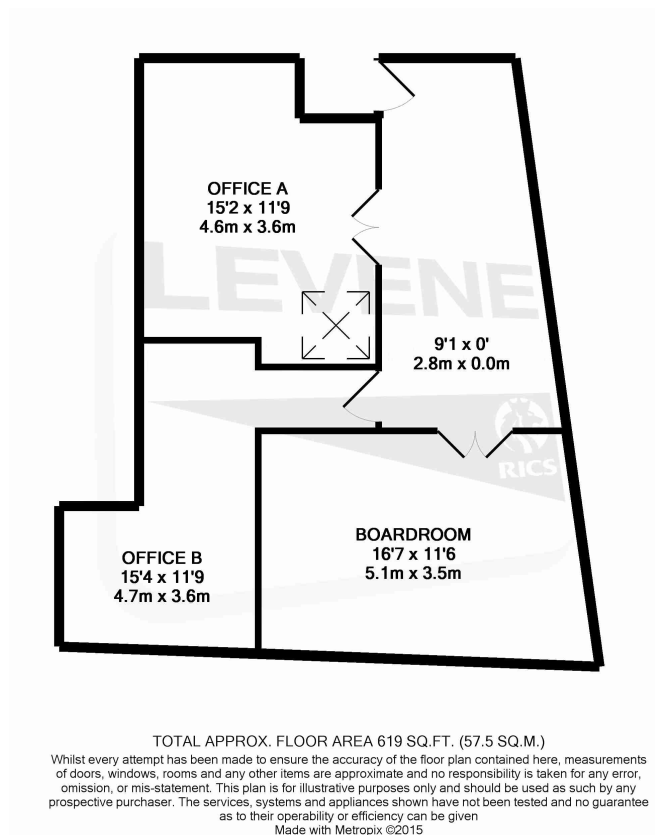 OFFICE A
15'2 x 11'9
4.6m x 3.6m
LEVENE
9'1 x 0'
2.8m x 0.0m
RICS
BOARDROOM
16'7 x 11'6
5.1m x 3.5m
OFFICE B
15'4 x 11'9
4.7m x 3.6m
TOTAL APPROX. FLOOR AREA 619 SQ.FT. (57.5 SQ.M.)
Whilst every attempt has been made to ensure the accuracy of the floor plan contained here, measurements
of doors, windows, rooms and any other items are approximate and no responsibility is taken for any error,
omission, or mis-statement. This plan is for illustrative purposes only and should be used as such by any
prospective purchaser. The services, systems and appliances shown have not been tested and no guarantee
as to their operability or efficiency can be given
Made with Metropix ©2015